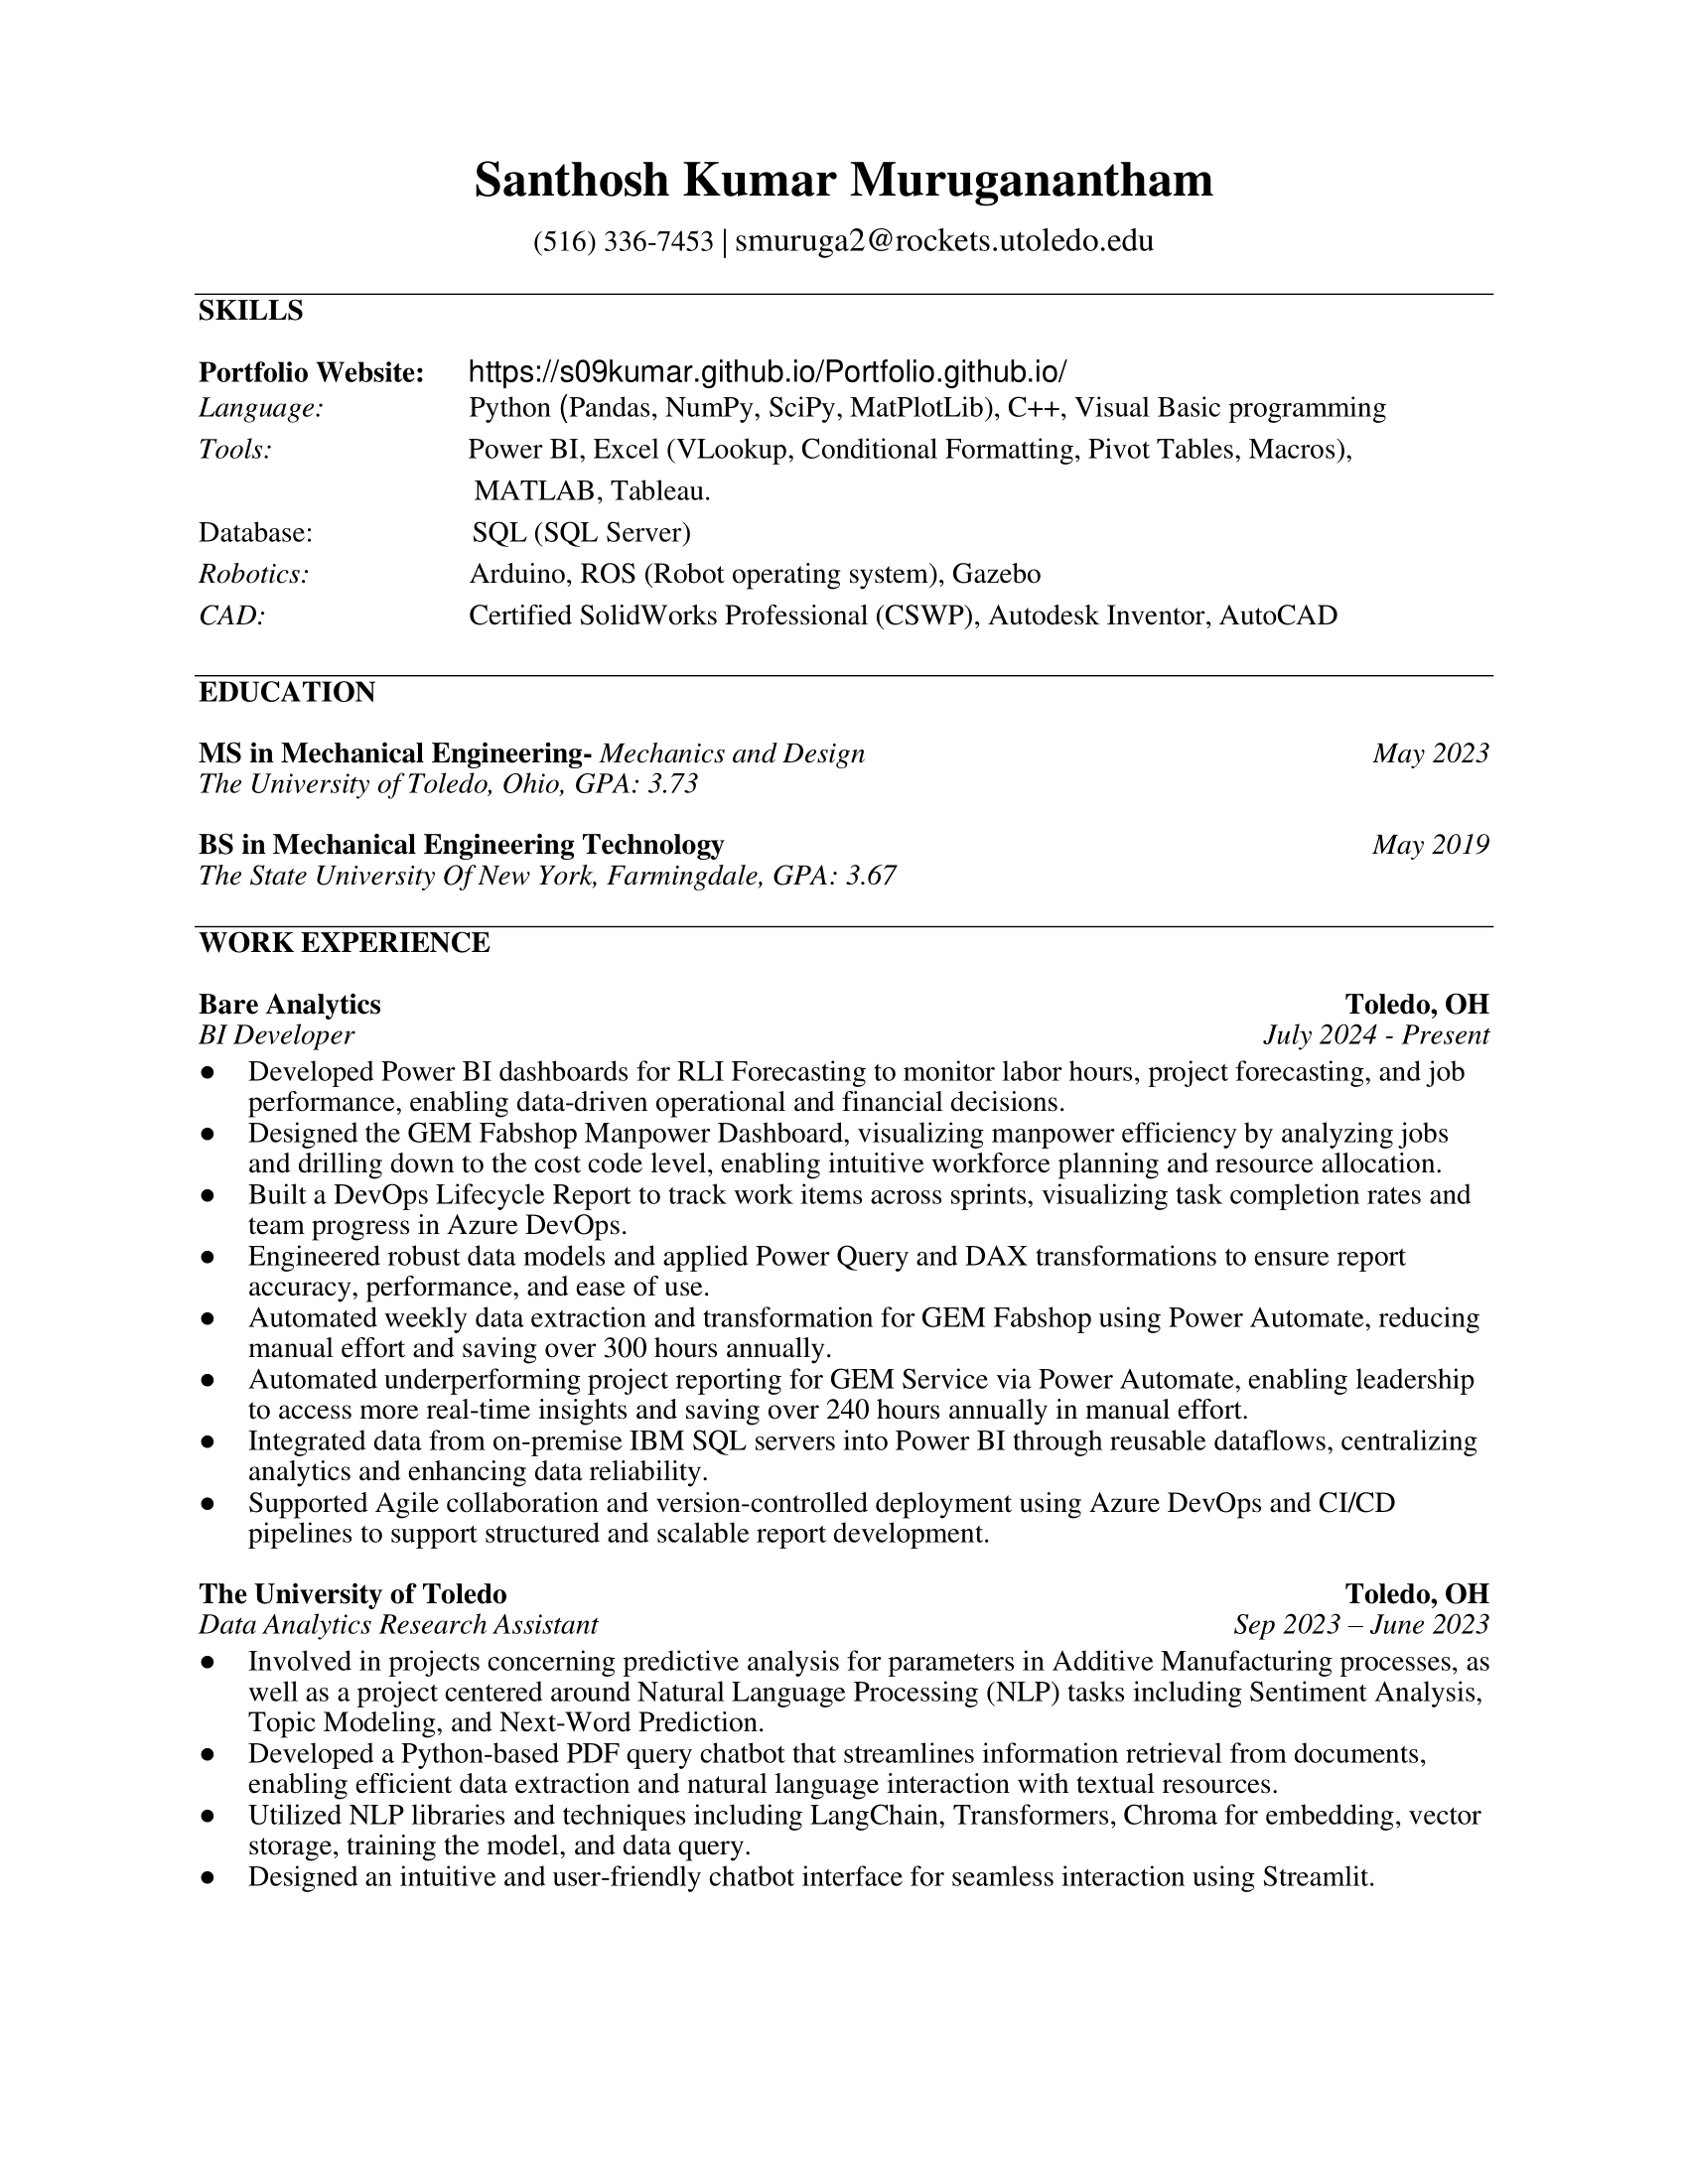 Santhosh Kumar Muruganantham
(516) 336-7453 | smuruga2@rockets.utoledo.edu
SKILLS
Portfolio Website: https://s09kumar.github.io/Portfolio.github.io/
Language: Python (Pandas, NumPy, SciPy, MatPlotLib), C++, Visual Basic programming
Tools: Power BI, Excel (VLookup, Conditional Formatting, Pivot Tables, Macros),
MATLAB, Tableau.
Database: SQL (SQL Server)
Robotics: Arduino, ROS (Robot operating system), Gazebo
CAD: Certified SolidWorks Professional (CSWP), Autodesk Inventor, AutoCAD
EDUCATION
MS in Mechanical Engineering- Mechanics and Design May 2023
The University of Toledo, Ohio, GPA: 3.73
BS in Mechanical Engineering Technology May 2019
The State University Of New York, Farmingdale, GPA: 3.67
WORK EXPERIENCE
Bare Analytics Toledo, OH
BI Developer July 2024 - Present
● Developed Power BI dashboards for RLI Forecasting to monitor labor hours, project forecasting, and job
performance, enabling data-driven operational and financial decisions.
● Designed the GEM Fabshop Manpower Dashboard, visualizing manpower efficiency by analyzing jobs
and drilling down to the cost code level, enabling intuitive workforce planning and resource allocation.
● Built a DevOps Lifecycle Report to track work items across sprints, visualizing task completion rates and
team progress in Azure DevOps.
● Engineered robust data models and applied Power Query and DAX transformations to ensure report
accuracy, performance, and ease of use.
● Automated weekly data extraction and transformation for GEM Fabshop using Power Automate, reducing
manual effort and saving over 300 hours annually.
● Automated underperforming project reporting for GEM Service via Power Automate, enabling leadership
to access more real-time insights and saving over 240 hours annually in manual effort.
● Integrated data from on-premise IBM SQL servers into Power BI through reusable dataflows, centralizing
analytics and enhancing data reliability.
● Supported Agile collaboration and version-controlled deployment using Azure DevOps and CI/CD
pipelines to support structured and scalable report development.
The University of Toledo Toledo, OH
Data Analytics Research Assistant Sep 2023 – June 2023
● Involved in projects concerning predictive analysis for parameters in Additive Manufacturing processes, as
well as a project centered around Natural Language Processing (NLP) tasks including Sentiment Analysis,
Topic Modeling, and Next-Word Prediction.
● Developed a Python-based PDF query chatbot that streamlines information retrieval from documents,
enabling efficient data extraction and natural language interaction with textual resources.
● Utilized NLP libraries and techniques including LangChain, Transformers, Chroma for embedding, vector
storage, training the model, and data query.
● Designed an intuitive and user-friendly chatbot interface for seamless interaction using Streamlit.